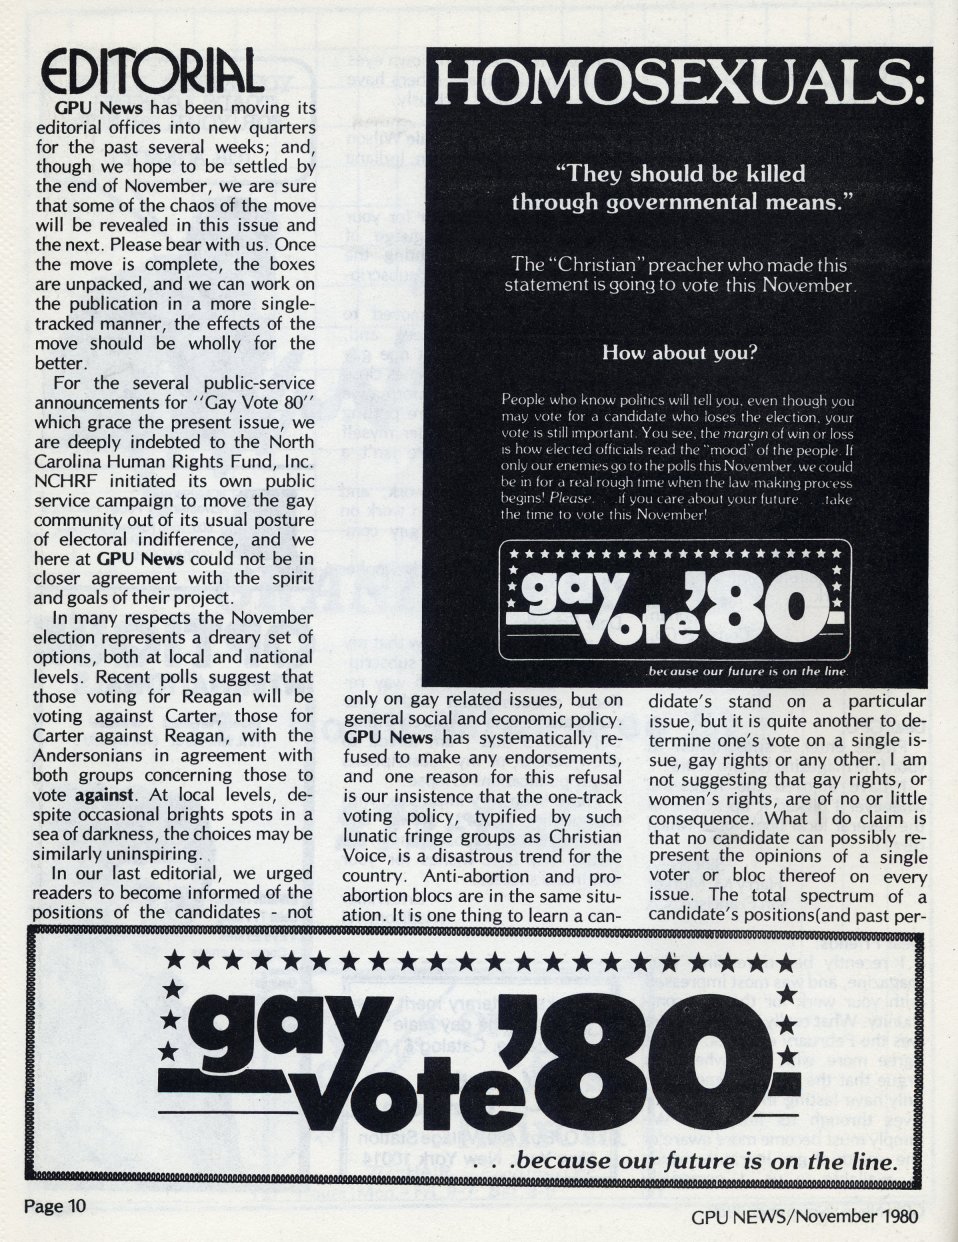 EDITORIAL
GPU News has been moving its
editorial offices into new quarters
for the past several weeks; and,
though we hope to be settled by
the end of November, we are sure
that some of the chaos of the move
will be revealed in this issue and
the next. Please bear with us. Once
the move is complete, the boxes
are unpacked, and we can work on
the publication in a more single-
tracked manner, the effects of the
move should be wholly for the
better.
For the several public-service
announcements for ''Gay Vote 80''
which grace the present issue, we
are deeply indebted to the North
Carolina Human Rights Fund, Inc.
NCHRF initiated its own public
service campaign to move the gay
community out of its usual posture
of electoral indifference, and we
here at GPU News could not be in
closer agreement with the spirit
and goals of their project.
In many respects the November
election represents a dreary set of
options, both at local and national
levels. Recent polls suggest that
those voting for Reagan will be
voting against Carter, those for
Carter against Reagan, with the
Andersonians in agreement with
both groups concerning those to
vote against. At local levels, de-
spite occasional brights spots in a
sea of darkness, the choices may be
similarly uninspiring.
In our last editorial, we urged
readers to become informed of the
positions of the candidates - not
HOMOSEXUALS:
"They should be killed
through governmental means."
The "Christian" preacher who made this
statement is going to vote this November.
How about you?
People who know politics will tell you, even though you
may vote for a candidate who loses the election, your
vote is still important. You see, the margin of win or loss
is how elected officials read the "mood" of the people. If
only our enemies go to the polls this November, we could
be in for a real rough time when the law-making process
begins! Please. . . .if you care about your future. . . .take
the time to vote this November!
gay
vote '80
. . .because our future is on the line.
only on gay related issues, but on
general social and economic policy.
GPU News has systematically re-
fused to make any endorsements,
and one reason for this refusal
is our insistence that the one-track
voting policy, typified by such
lunatic fringe groups as Christian
Voice, is a disastrous trend for the
country. Anti-abortion and pro-
abortion blocs are in the same situ-
ation. It is one thing to learn a can-
didate's stand on a particular
issue, but it is quite another to de-
termine one's vote on a single is-
sue, gay rights or any other. I am
not suggesting that gay rights, or
women's rights, are of no or little
consequence. What I do claim is
that no candidate can possibly re-
present the opinions of a single
voter or bloc thereof on every
issue. The total spectrum of a
candidate's positions(and past per-
gay
vote '80
. . .because our future is on the line.
Page 10
GPU NEWS/November 1980